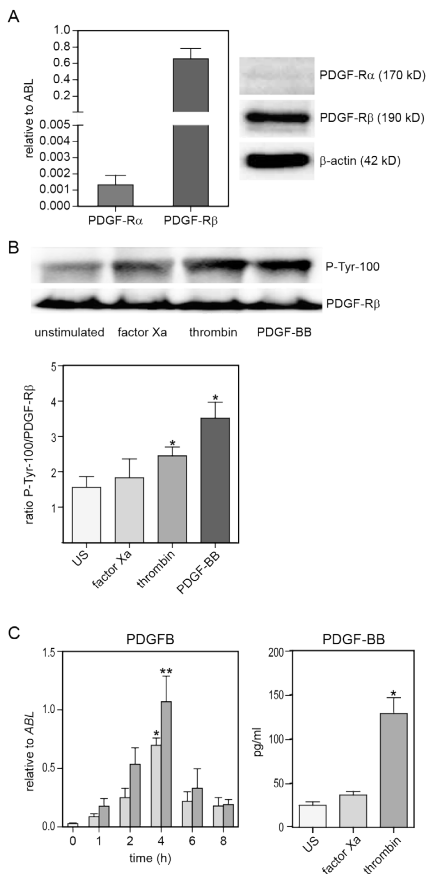 A
relative to ABL
1.0
0.8
0.6
0.4
0.2
0.0
0.005
0.004
0.003
0.002
0.001
0.000
PDGF-Rα PDGF-Rβ
PDGF-Rα (170 kD)
PDGF-Rβ (190 kD)
β-actin (42 kD)
B
P-Tyr-100
PDGF-Rβ
unstimulated factor Xa thrombin PDGF-BB
ratio P-Tyr-100/PDGF-Rβ
5
4
3
2
1
* *
US factor Xa thrombin PDGF-BB
C
PDGFB
relative to ABL
1.5
1.0
0.5
0.0
* **
0 1 2 4 6 8
time (h)
PDGF-BB
pg/ml
200
150
100
50
0
*
US factor Xa thrombin